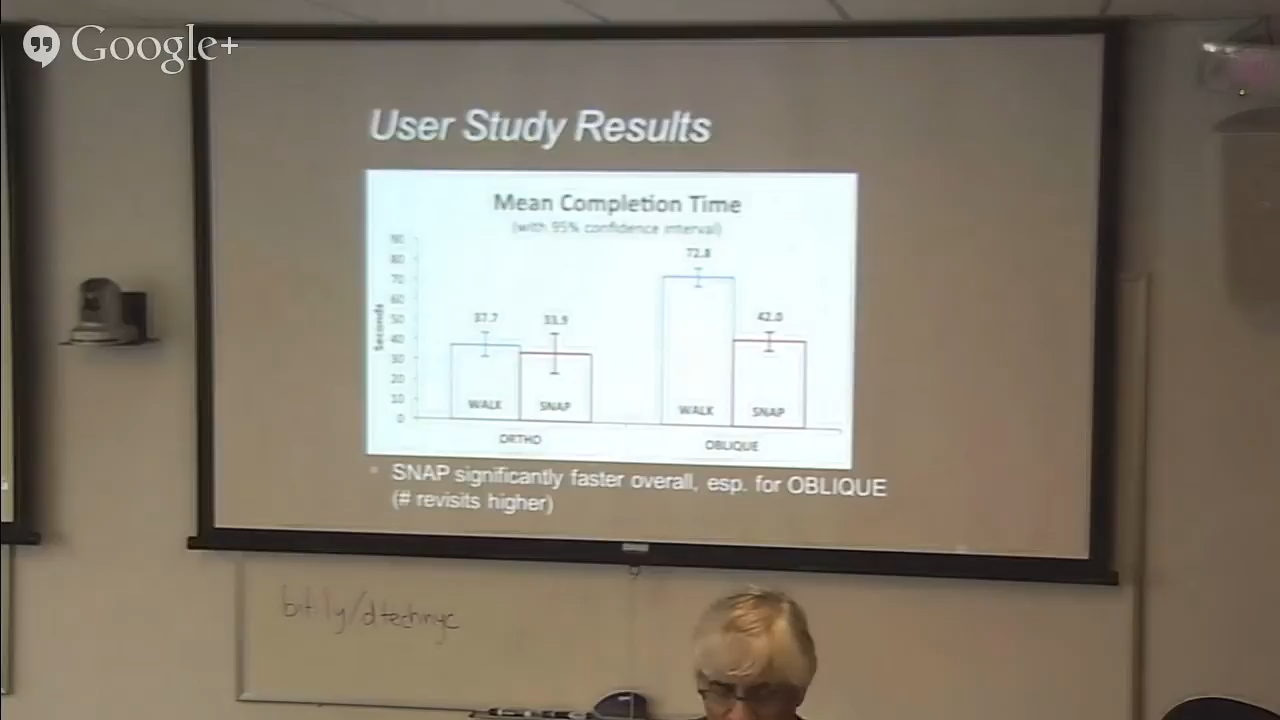 Google+
User Study Results
Mean Completion Time
(with 95% confidence interval)
90
80
70
60
50
40
30
20
10
0
Seconds
37.7
33.9
72.8
42.0
WALK
SNAP
WALK
SNAP
ORTHO
OBLIQUE
SNAP significantly faster overall, esp. for OBLIQUE
(# revisits higher)
bit.ly/dtechnyc